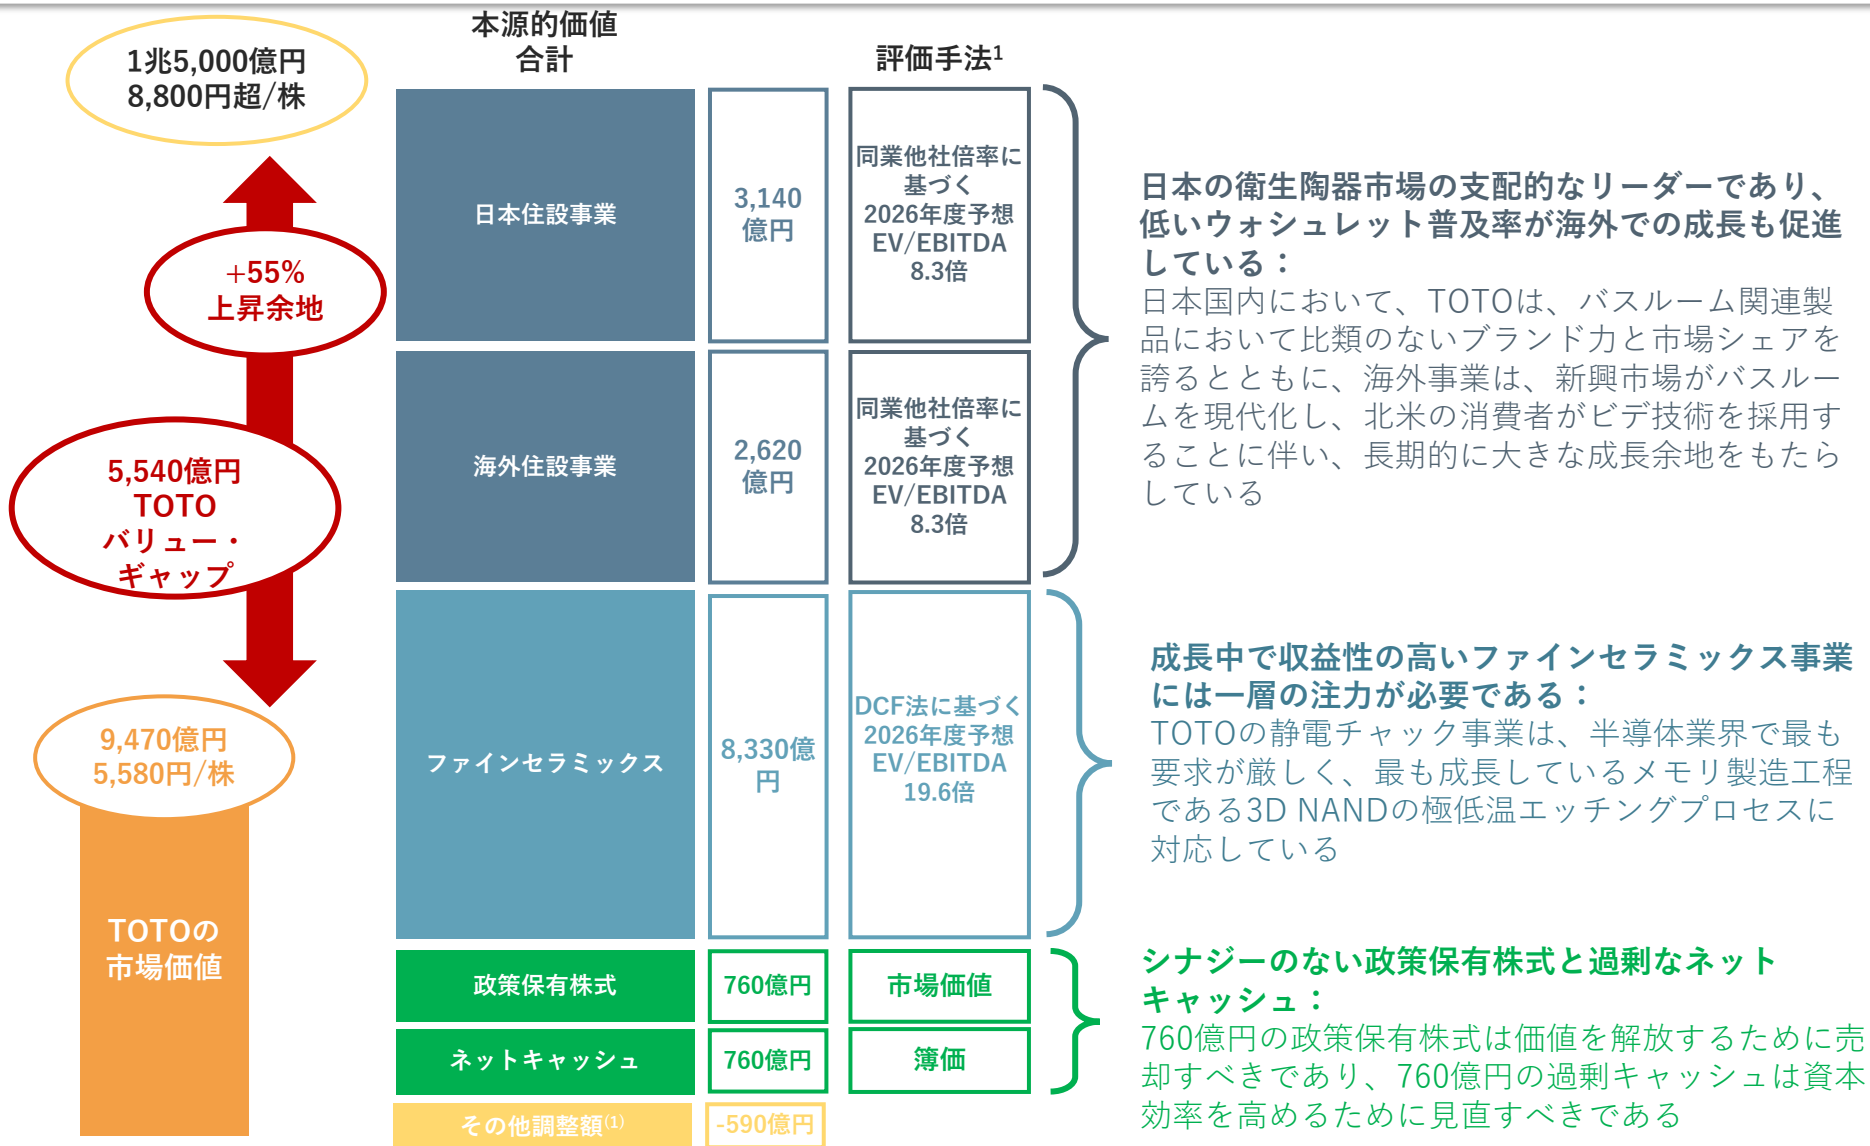 1兆5,000億円
8,800円超/株
+55%
上昇余地
5,540億円
TOTO
バリュー・
ギャップ
9,470億円
5,580円/株
TOTOの
市場価値
本源的価値
合計
評価手法1
日本住設事業
3,140
億円
同業他社倍率に
基づく
2026年度予想
EV/EBITDA
8.3倍
海外住設事業
2,620
億円
同業他社倍率に
基づく
2026年度予想
EV/EBITDA
8.3倍
ファインセラミックス
8,330億
円
DCF法に基づく
2026年度予想
EV/EBITDA
19.6倍
政策保有株式
760億円
市場価値
ネットキャッシュ
760億円
簿価
その他調整額(1)
-590億円
日本の衛生陶器市場の支配的なリーダーであり、
低いウォシュレット普及率が海外での成長も促進
している：
日本国内において、TOTOは、バスルーム関連製
品において比類のないブランド力と市場シェアを
誇るとともに、海外事業は、新興市場がバスルー
ムを現代化し、北米の消費者がビデ技術を採用す
ることに伴い、長期的に大きな成長余地をもたら
している
成長中で収益性の高いファインセラミックス事業
には一層の注力が必要である：
TOTOの静電チャック事業は、半導体業界で最も
要求が厳しく、最も成長しているメモリ製造工程
である3D NANDの極低温エッチングプロセスに
対応している
シナジーのない政策保有株式と過剰なネット
キャッシュ：
760億円の政策保有株式は価値を解放するために売
却すべきであり、760億円の過剰キャッシュは資本
効率を高めるために見直すべきである